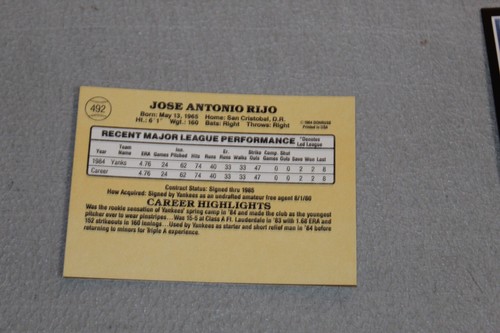 492
JOSE ANTONIO RIJO
Born: May 13, 1965 Home: San Cristobal, D.R.
Ht.: 6' 1" Wgt.: 160 Bats: Right Throws: Right
© 1984 DONRUSS
Printed in USA
RECENT MAJOR LEAGUE PERFORMANCE
*Denotes
Led League
Year Team Name ERA Games Inn. Pitched Hits Runs Er. Runs Walks Strike Outs Comp. Games Shut Outs Save Won Lost
1984 Yanks 4.76 24 62 74 40 33 33 47 0 0 2 2 8
Career 4.76 24 62 74 40 33 33 47 0 0 2 2 8
Contract Status: Signed thru 1985
How Acquired: Signed by Yankees as an undrafted amateur free agent 8/1/80
CAREER HIGHLIGHTS
Was the rookie sensation of Yankees' spring camp in '84 and made the club as the youngest
pitcher ever to wear pinstripes...Was 15-5 at Class A Ft. Lauderdale in '83 with 1.68 ERA and
152 strikeouts in 160 innings...Used by Yankees as starter and short relief man in '84 before
returning to minors for Triple A experience.